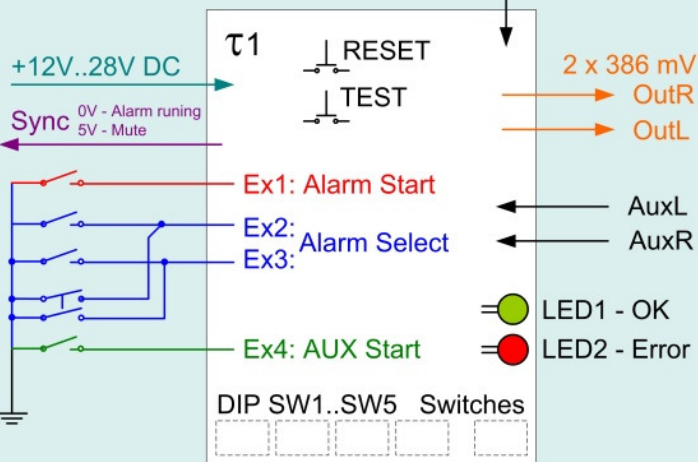 τ1
RESET
TEST
+12V..28V DC
Sync 0V - Alarm runing
5V - Mute
2 x 386 mV
OutR
OutL
Ex1: Alarm Start
Ex2:
Alarm Select
Ex3:
AuxL
AuxR
LED1 - OK
LED2 - Error
Ex4: AUX Start
DIP SW1..SW5 Switches